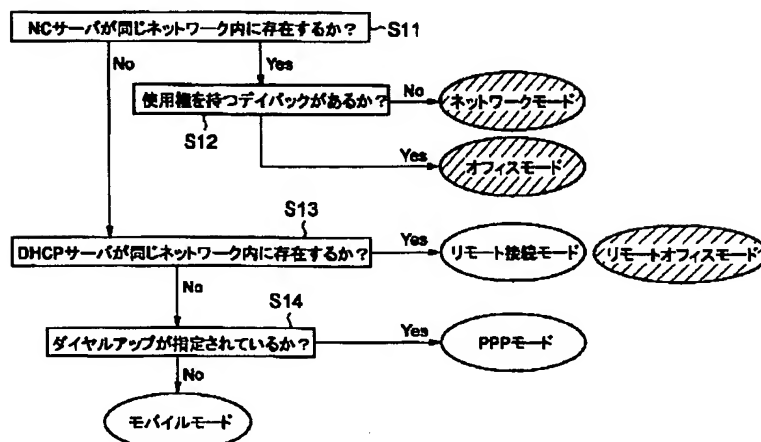 NCサーバが同じネットワーク内に存在するか？
S11
No
Yes
使用権を持つデイパックがあるか？
No
ネットワークモード
S12
Yes
オフィスモード
S13
DHCPサーバが同じネットワーク内に存在するか？
Yes
リモート接続モード
リモートオフィスモード
No
S14
ダイヤルアップが指定されているか？
Yes
PPPモード
No
モバイルモード